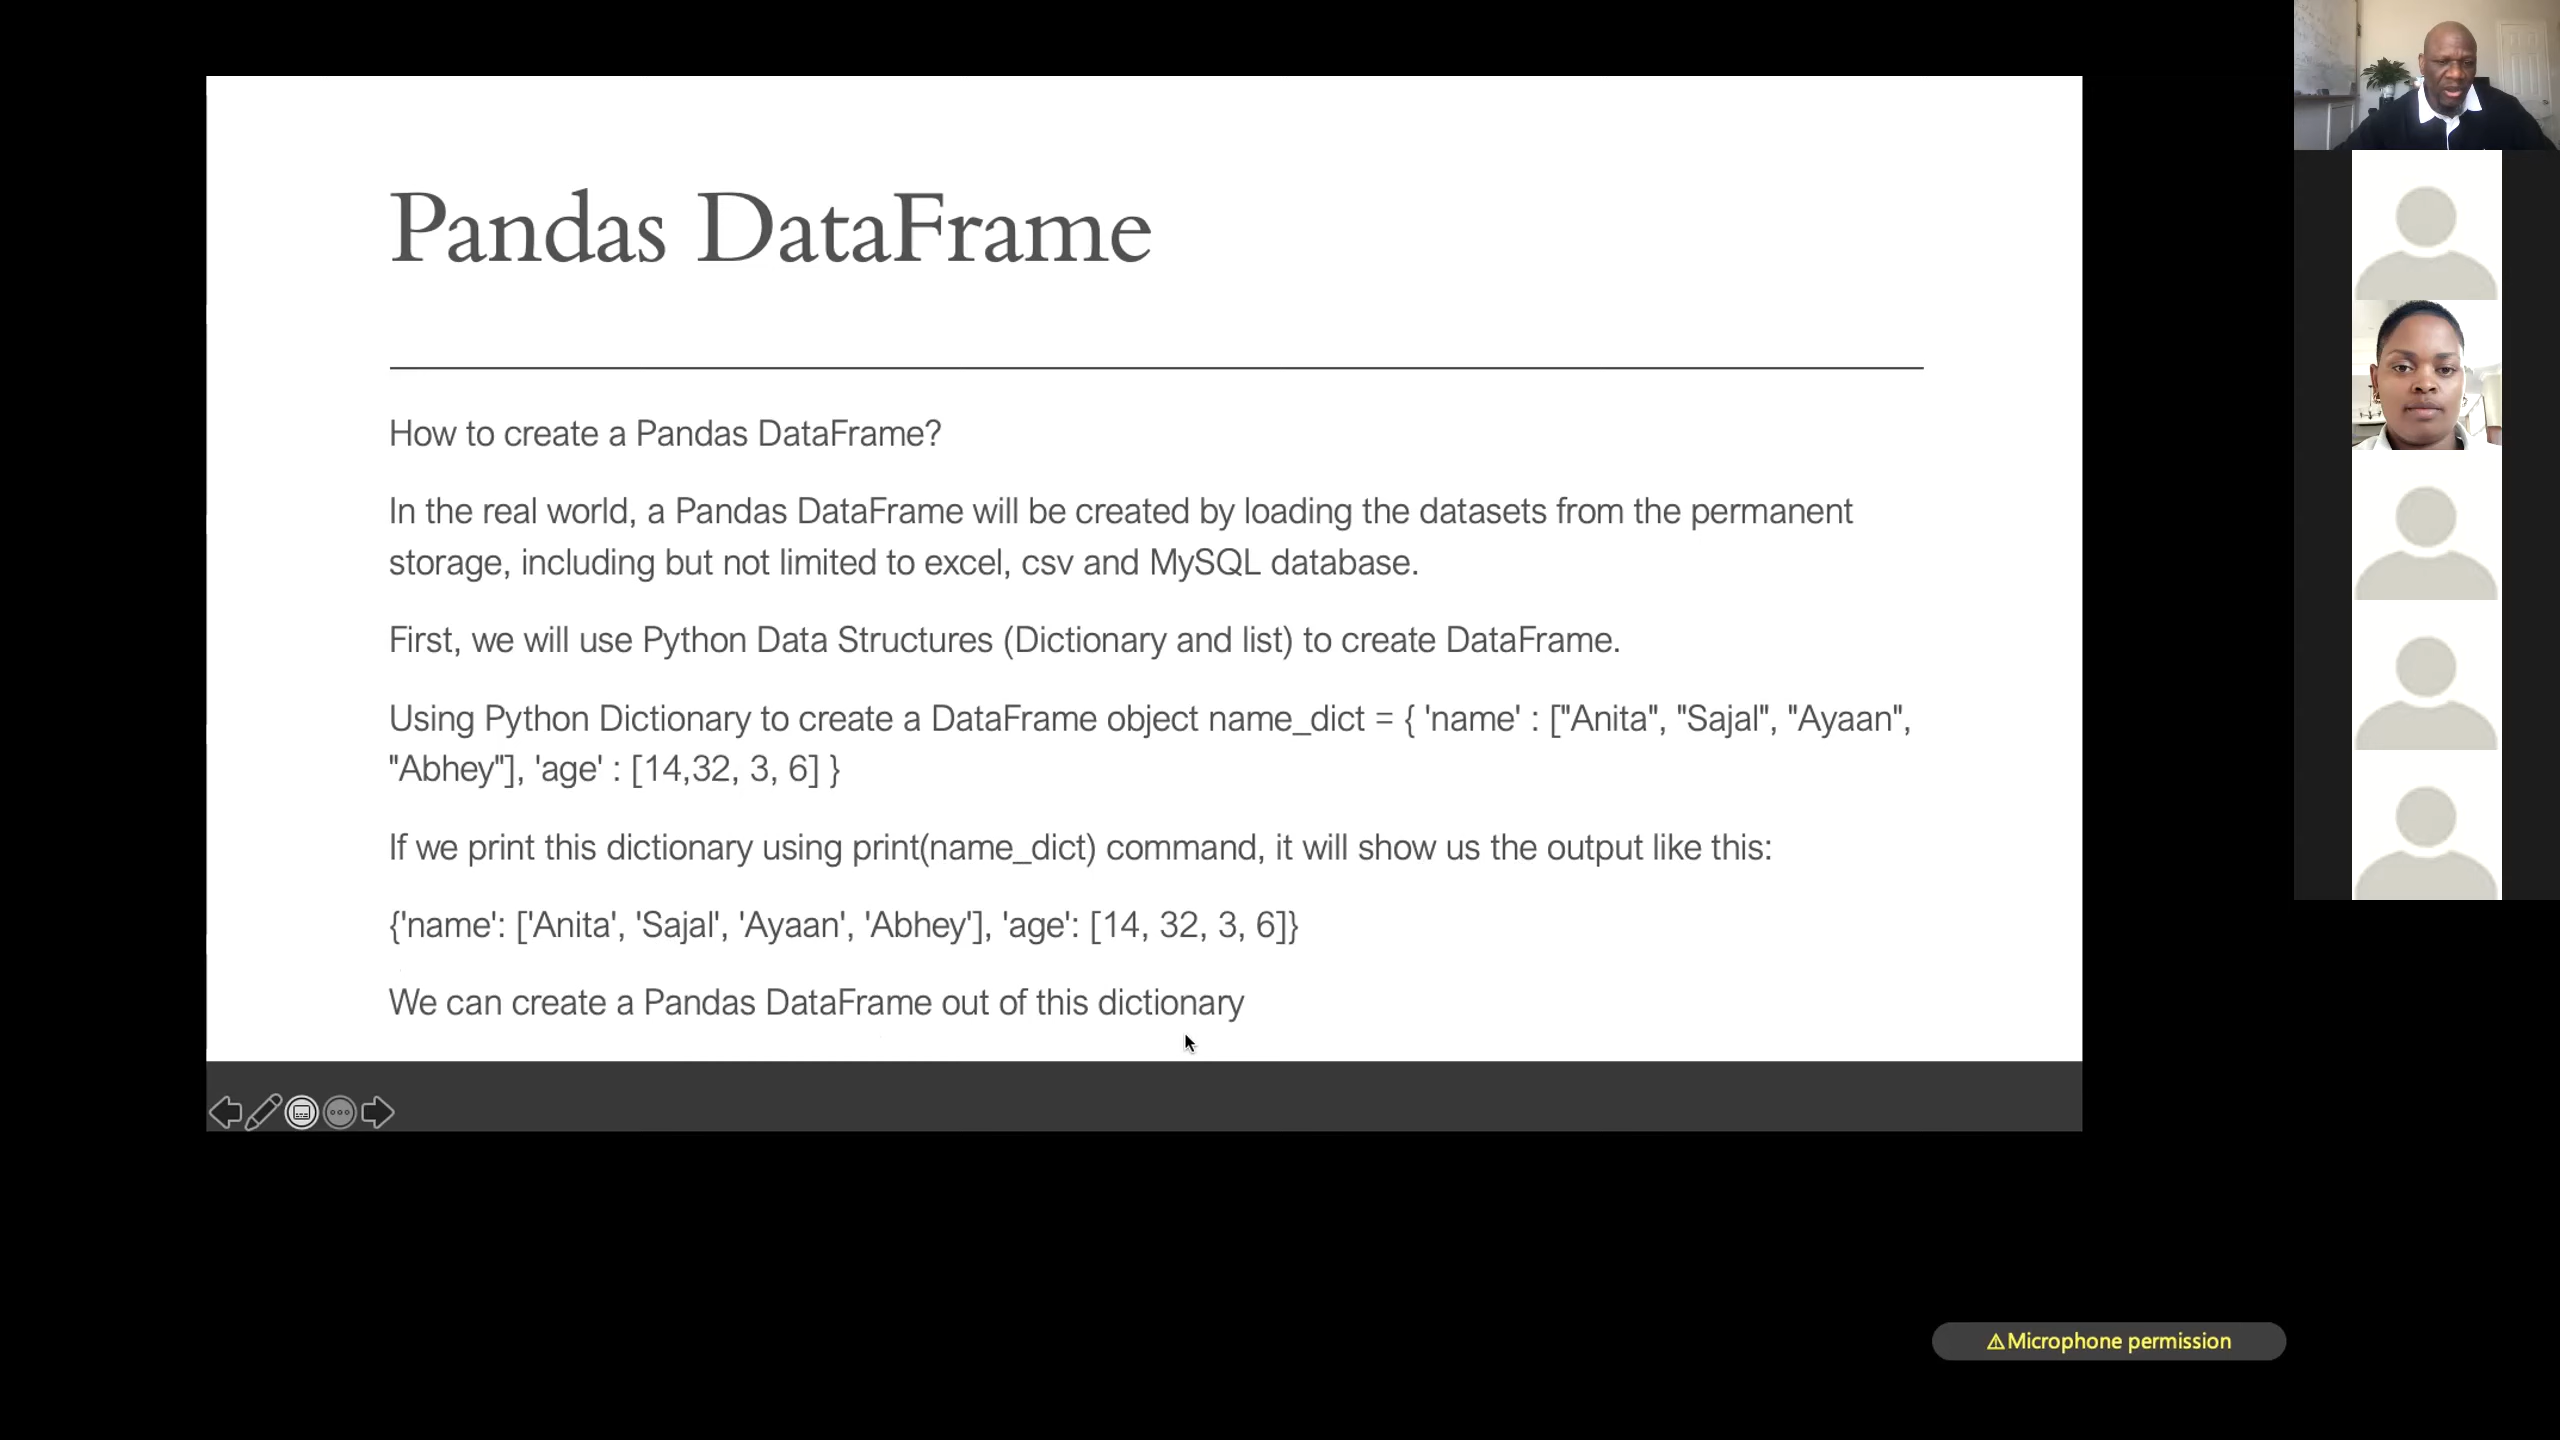 Pandas DataFrame
How to create a Pandas DataFrame?
In the real world, a Pandas DataFrame will be created by loading the datasets from the permanent
storage, including but not limited to excel, csv and MySQL database.
First, we will use Python Data Structures (Dictionary and list) to create DataFrame.
Using Python Dictionary to create a DataFrame object name_dict = { 'name' : ["Anita", "Sajal", "Ayaan",
"Abhey"], 'age' : [14,32, 3, 6] }
If we print this dictionary using print(name_dict) command, it will show us the output like this:
{'name': ['Anita', 'Sajal', 'Ayaan', 'Abhey'], 'age': [14, 32, 3, 6]}
We can create a Pandas DataFrame out of this dictionary
⚠Microphone permission